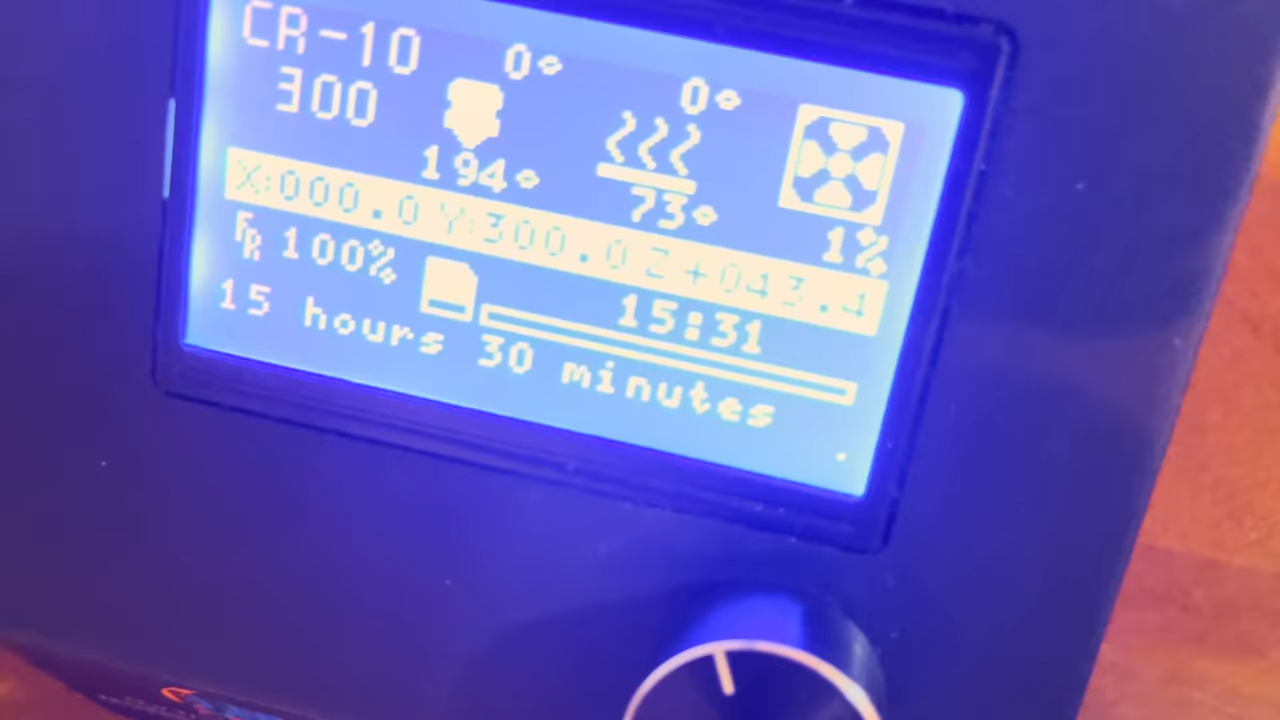 CR-10 0° 0°
300
194° 73° 1%
X:000.0 Y:300.0 Z+043.4
FR 100% 15:31
15 hours 30 minutes